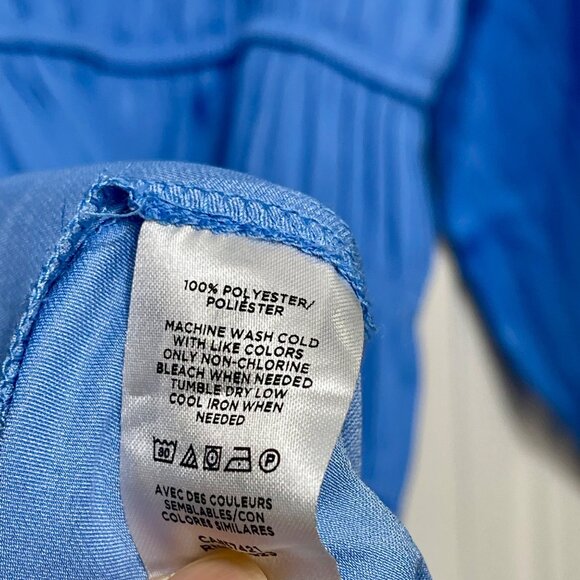 100% POLYESTER/
POLIÉSTER
MACHINE WASH COLD
WITH LIKE COLORS
ONLY NON-CHLORINE
BLEACH WHEN NEEDED
TUMBLE DRY LOW
COOL IRON WHEN
NEEDED
30 P
AVEC DES COULEURS
SEMBLABLES/CON
COLORES SIMILARES